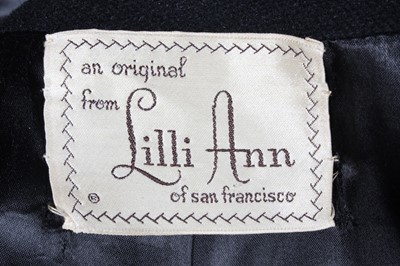 an original
from Lilli Ann
® of san francisco